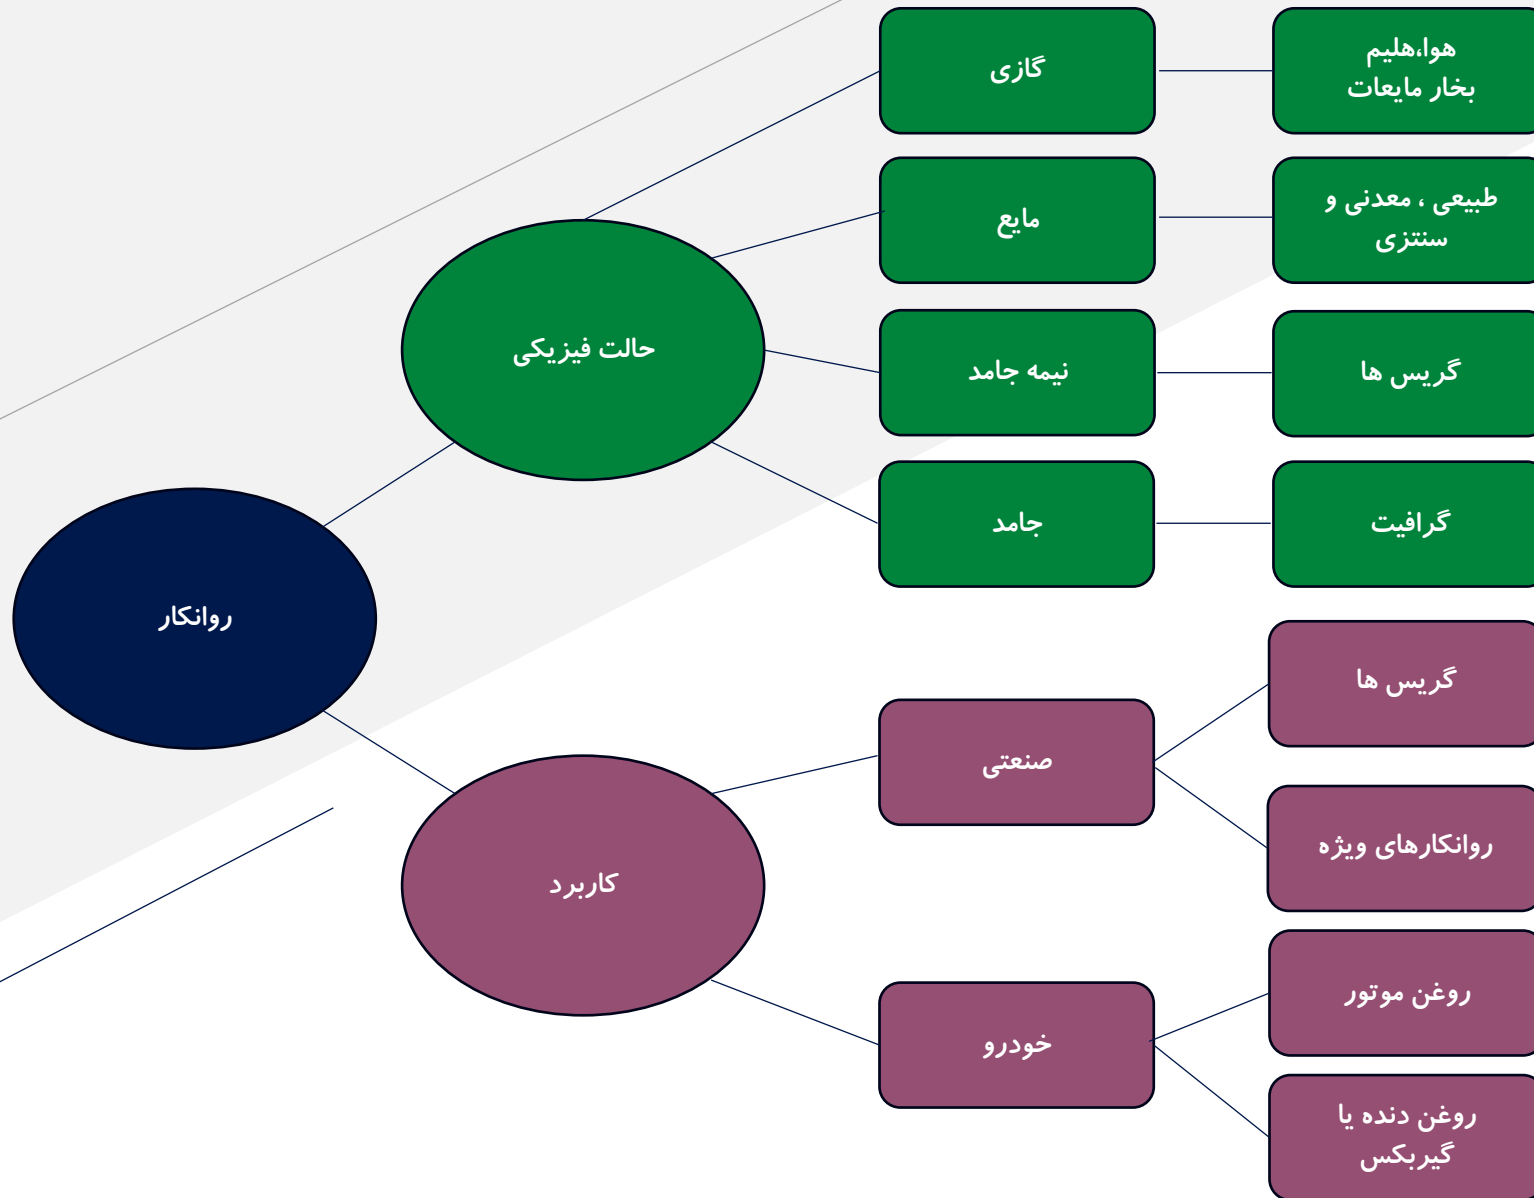 روانکار
حالت فیزیکی
گازی
هوا،هلیم
بخار مایعات
مایع
طبیعی ، معدنی و
سنتزی
نیمه جامد
گریس ها
جامد
گرافیت
کاربرد
صنعتی
گریس ها
روانکارهای ویژه
خودرو
روغن موتور
روغن دنده یا
گیربکس